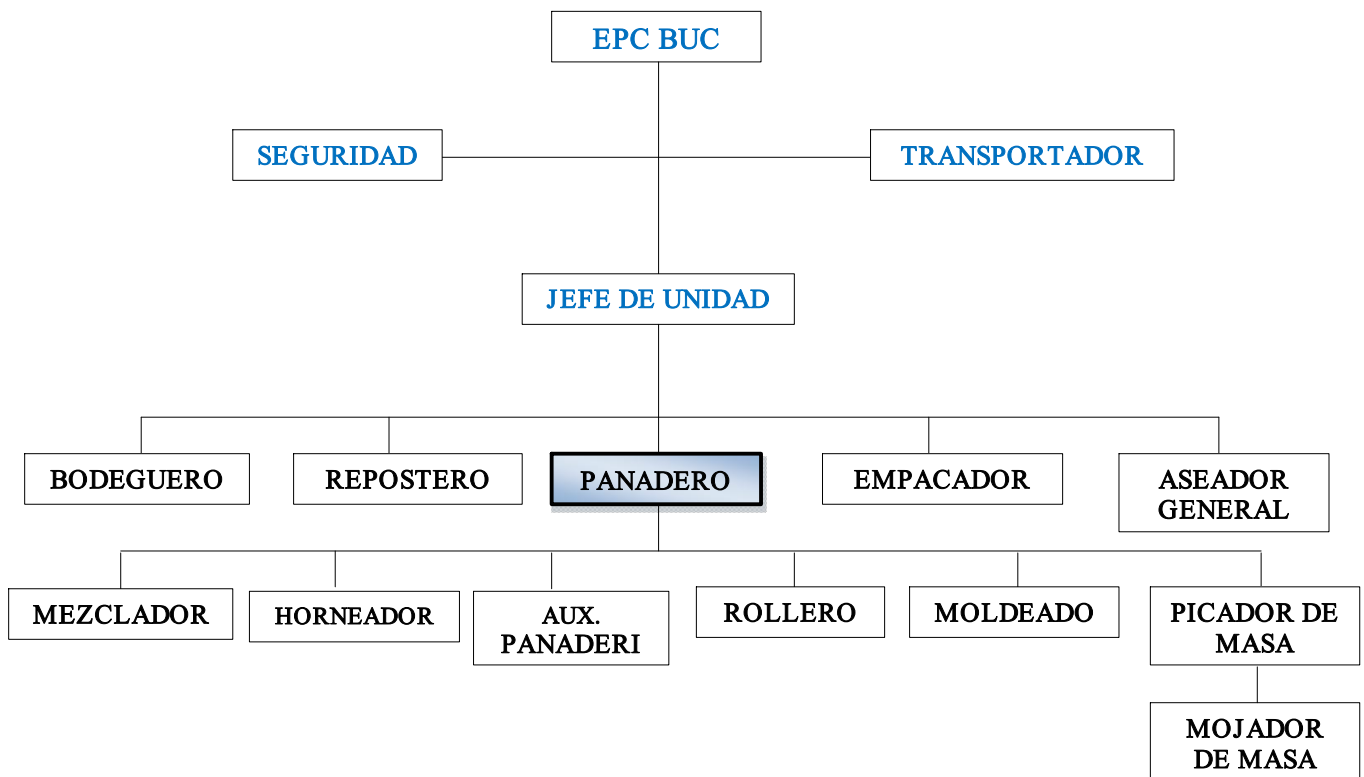 EPC BUC
SEGURIDAD
TRANSPORTADOR
JEFE DE UNIDAD
BODEGUERO
REPOSTERO
PANADERO
EMPACADOR
ASEADOR
GENERAL
MEZCLADOR
HORNEADOR
AUX.
PANADERI
ROLLERO
MOLDEADO
PICADOR DE
MASA
MOJADOR
DE MASA